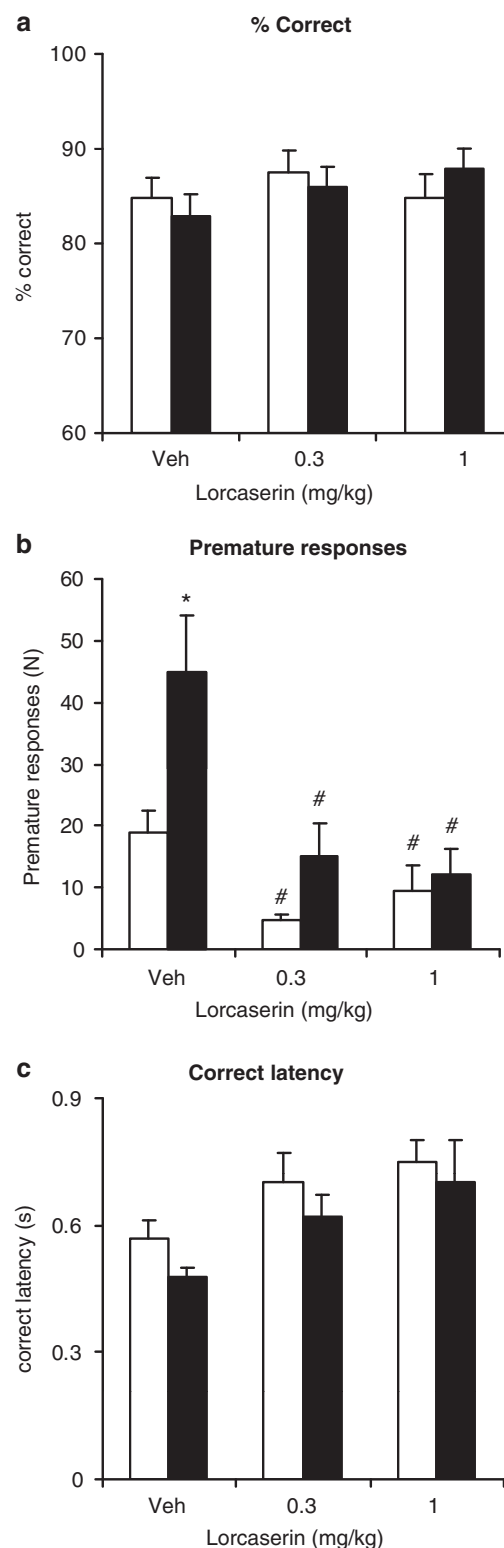 a
% Correct
100
90
80
70
60
% correct
Veh 0.3 1
Lorcaserin (mg/kg)
b
Premature responses
60
50
40
30
20
10
0
Premature responses (N)
*
#
#
#
#
Veh 0.3 1
Lorcaserin (mg/kg)
c
Correct latency
0.9
0.6
0.3
0
correct latency (s)
Veh 0.3 1
Lorcaserin (mg/kg)